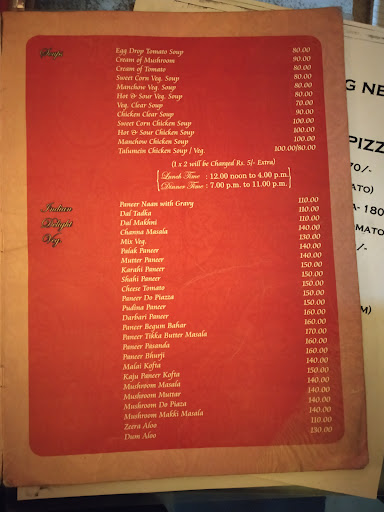 Soups
Egg Drop Tomato Soup 80.00
Cream of Mushroom 90.00
Cream of Tomato 80.00
Sweet Corn Veg. Soup 80.00
Manchow Veg. Soup 80.00
Hot & Sour Veg. Soup 80.00
Veg. Clear Soup 70.00
Chicken Clear Soup 90.00
Sweet Corn Chicken Soup 100.00
Hot & Sour Chicken Soup 100.00
Manchow Chicken Soup 100.00
Talumein Chicken Soup / Veg. 100.00/80.00
(1 x 2 will be Charged Rs. 5/- Extra)
Lunch Time : 12.00 noon to 4.00 p.m.
Dinner Time : 7.00 p.m. to 11.00 p.m.
Indian Delight Veg.
Paneer Naan with Gravy 110.00
Dal Tadka 110.00
Dal Makhni 110.00
Channa Masala 130.00
Mix Veg. 140.00
Palak Paneer 130.00
Mutter Paneer 140.00
Karahi Paneer 140.00
Shahi Paneer 150.00
Cheese Tomato 150.00
Paneer Do Piazza 150.00
Pudina Paneer 150.00
Darbari Paneer 150.00
Paneer Begum Bahar 160.00
Paneer Tikka Butter Masala 160.00
Paneer Pasanda 170.00
Paneer Bhurji 160.00
Malai Kofta 160.00
Kaju Paneer Kofta 140.00
Mushroom Masala 150.00
Mushroom Muttar 140.00
Mushroom Do Piaza 140.00
Mushroom Makki Masala 140.00
Zeera Aloo 110.00
Dum Aloo 130.00
G NE
PIZZ
70/-
ATO)
A- 180
OMATO
/-
M)